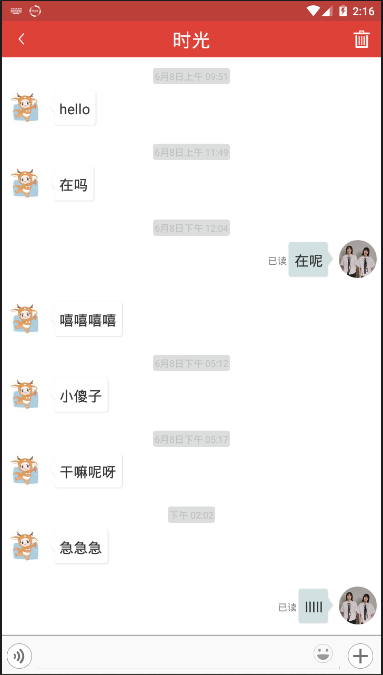 2:16
时光
6月8日上午 09:51
hello
6月8日上午 11:49
在吗
6月8日下午 12:04
已读
在呢
嘻嘻嘻嘻
6月8日下午 05:12
小傻子
6月8日下午 05:17
干嘛呢呀
下午 02:02
急急急
已读
lllll